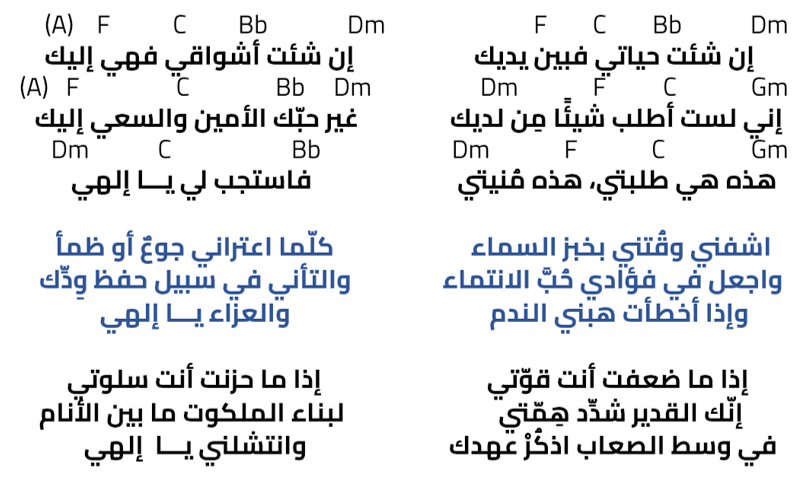 Dm Bb C F Dm Bb C F (A)
إن شئت حياتي فبين يديك إن شئت أشواقي فهي إليك
Gm C F Dm Dm Bb C F (A)
إني لست أطلب شيئًا مِن لديك غير حبّك الأمين والسعي إليك
Gm C F Dm Bb C Dm
هذه هي طلبتي، هذه مُنيتي فاستجب لي يـــا إلهي
اشفني وقُتني بخبز السماء كلّما اعتراني جوعٌ أو ظمأ
واجعل في فؤادي حُبَّ الانتماء والتأني في سبيل حفظ وِدِّك
وإذا أخطأت هبني الندم والعزاء يـــا إلهي
إذا ما ضعفت أنت قوّتي إذا ما حزنت أنت سلوتي
إنّك القدير شدِّد هِمّتي لبناء الملكوت ما بين الأنام
في وسط الصعاب اذكُرْ عهدك وانتشلني يـــا إلهي